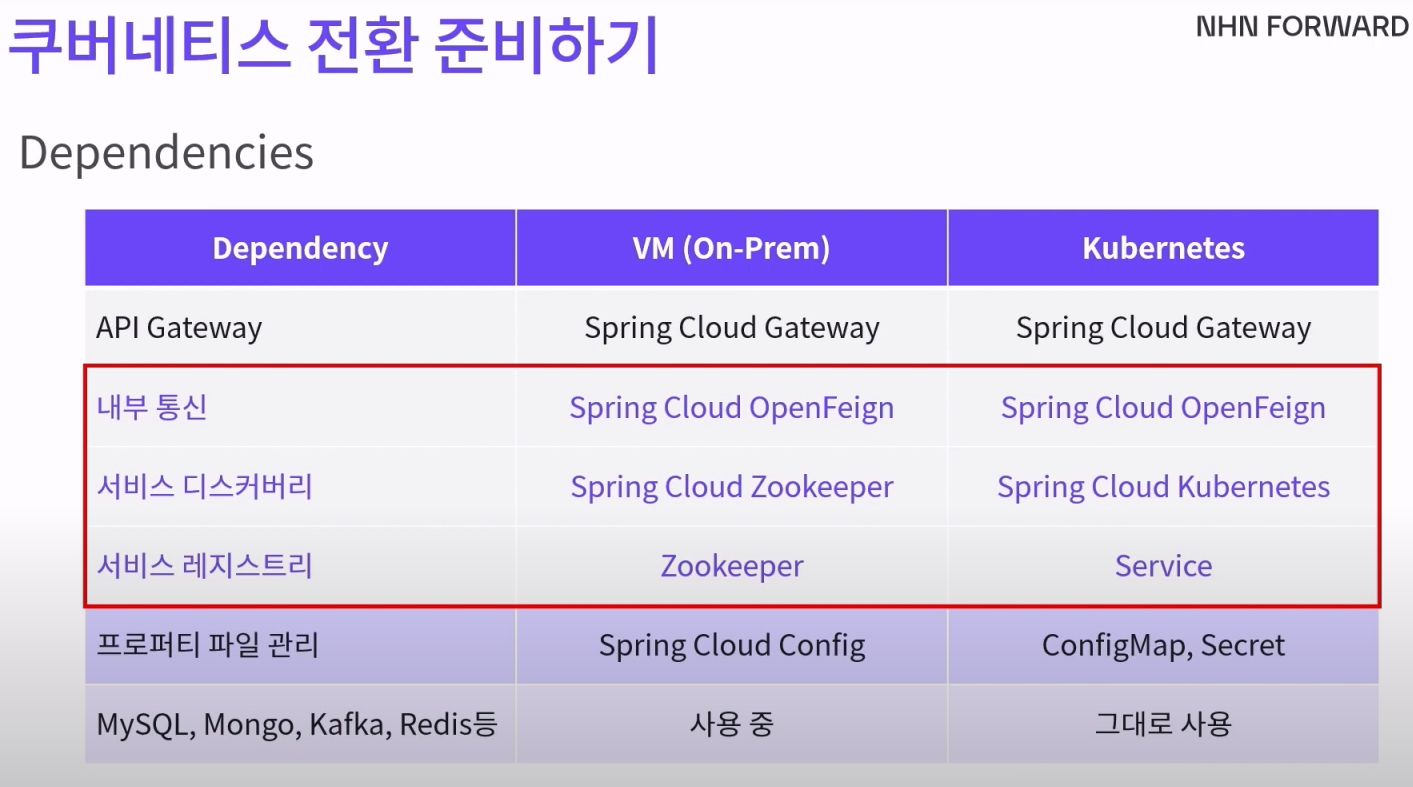 쿠버네티스 전환 준비하기
NHN FORWARD
Dependencies
Dependency VM (On-Prem) Kubernetes
API Gateway Spring Cloud Gateway Spring Cloud Gateway
내부 통신 Spring Cloud OpenFeign Spring Cloud OpenFeign
서비스 디스커버리 Spring Cloud Zookeeper Spring Cloud Kubernetes
서비스 레지스트리 Zookeeper Service
프로퍼티 파일 관리 Spring Cloud Config ConfigMap, Secret
MySQL, Mongo, Kafka, Redis등 사용 중 그대로 사용